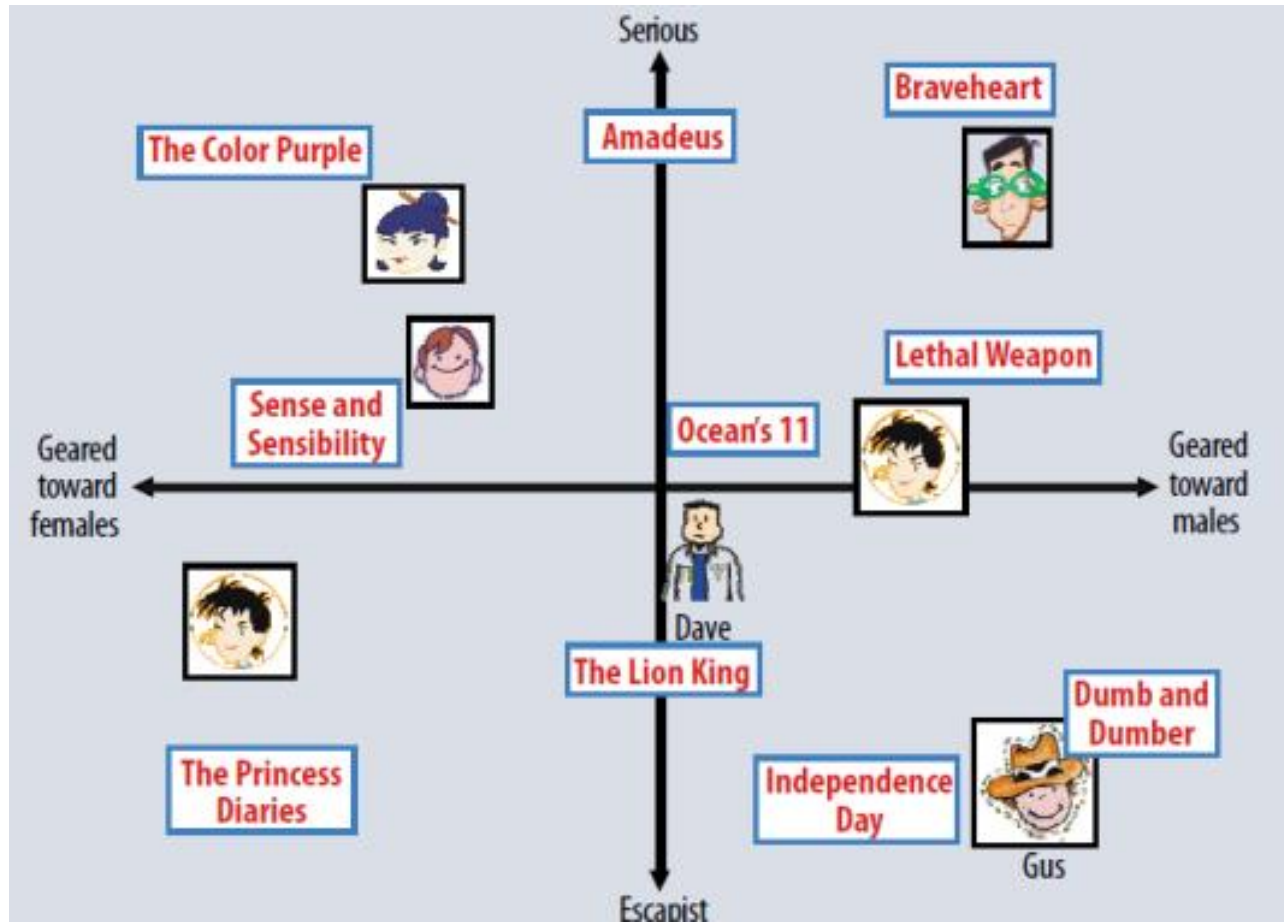 Serious
Braveheart
Amadeus
The Color Purple
Lethal Weapon
Sense and
Sensibility
Ocean's 11
Geared
toward
females
Geared
toward
males
Dave
The Lion King
Dumb and
Dumber
The Princess
Diaries
Independence
Day
Gus
Escapist